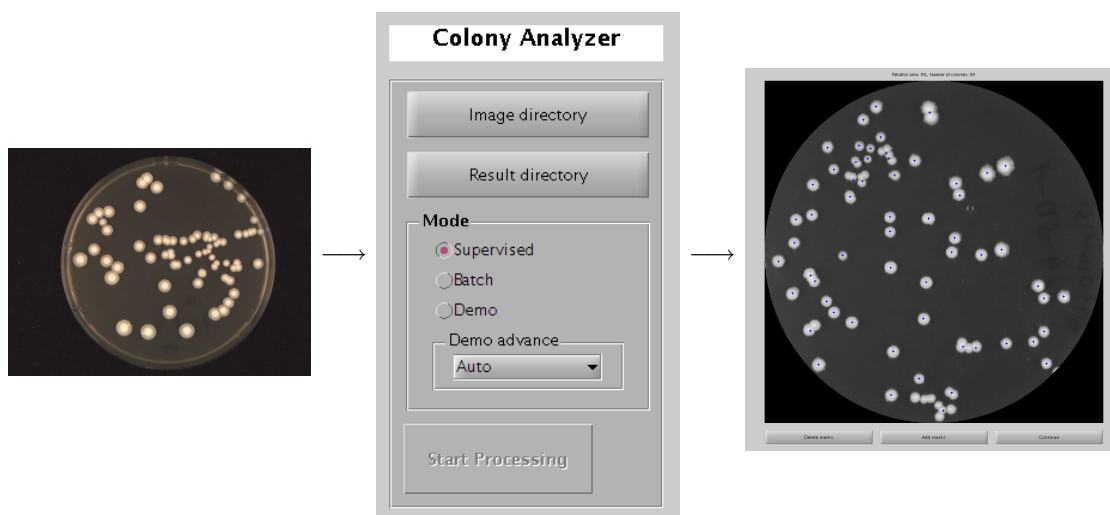 Colony Analyzer
Image directory
Result directory
Mode
Supervised
Batch
Demo
Demo advance
Auto
Start Processing
Delete marks
Add marks
Continue